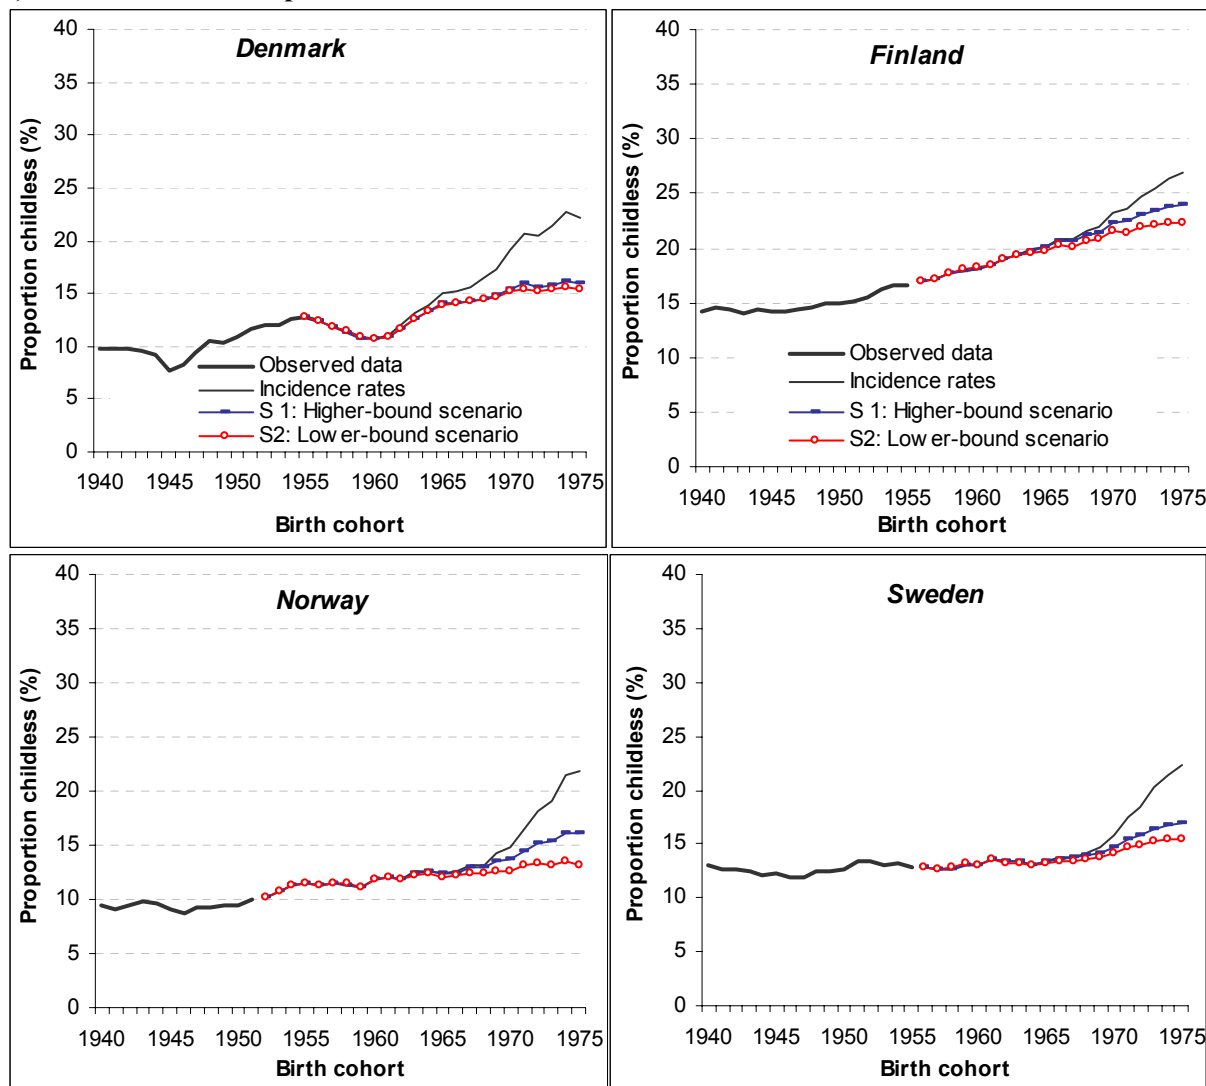 Denmark
Proportion childless (%)
40
35
30
25
20
15
10
5
0
Observed data
Incidence rates
S 1: Higher-bound scenario
S2: Lower-bound scenario
1940 1945 1950 1955 1960 1965 1970 1975
Birth cohort
Finland
Proportion childless (%)
40
35
30
25
20
15
10
5
0
Observed data
Incidence rates
S 1: Higher-bound scenario
S2: Lower-bound scenario
1940 1945 1950 1955 1960 1965 1970 1975
Birth cohort
Norway
Proportion childless (%)
40
35
30
25
20
15
10
5
0
1940 1945 1950 1955 1960 1965 1970 1975
Birth cohort
Sweden
Proportion childless (%)
40
35
30
25
20
15
10
5
0
1940 1945 1950 1955 1960 1965 1970 1975
Birth cohort